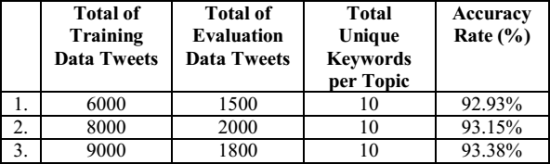 Total of Total of Total Accuracy
Training Evaluation Unique Rate (%)
Data Tweets Data Tweets Keywords
per Topic
1. 6000 1500 10 92.93%
2. 8000 2000 10 93.15%
3. 9000 1800 10 93.38%